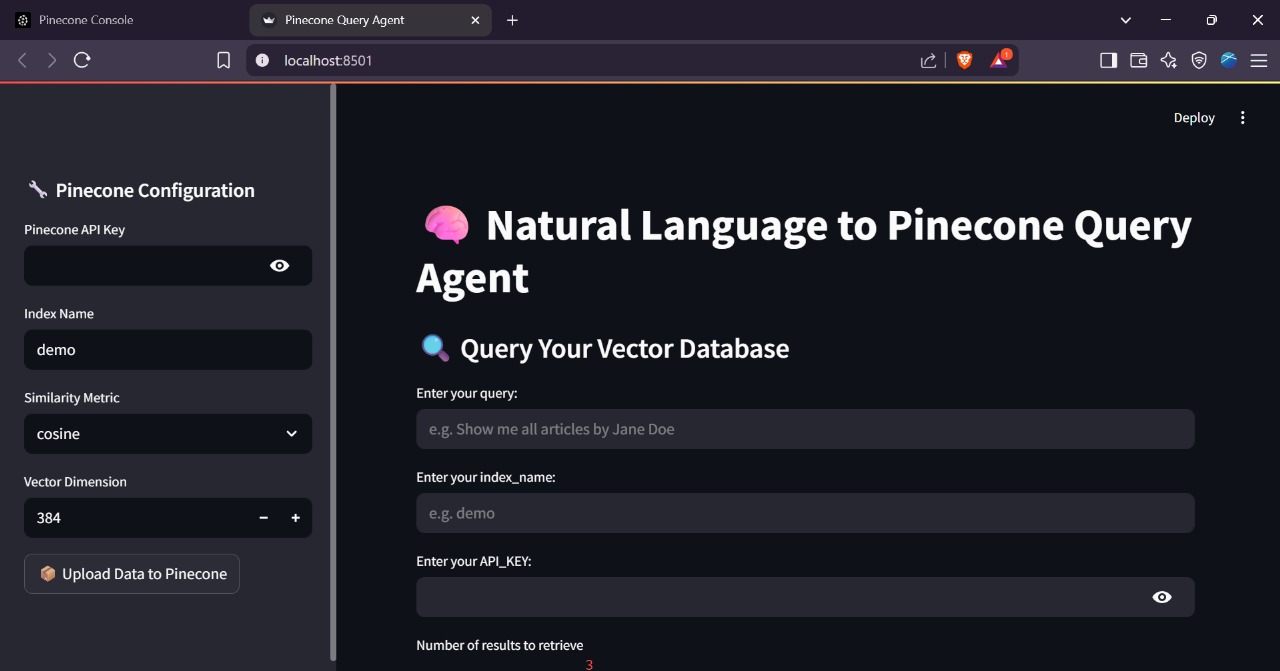 Pinecone Console
Pinecone Query Agent
localhost:8501
1
Deploy
Pinecone Configuration
Pinecone API Key
Index Name
demo
Similarity Metric
cosine
Vector Dimension
384
Upload Data to Pinecone
Natural Language to Pinecone Query
Agent
Query Your Vector Database
Enter your query:
e.g. Show me all articles by Jane Doe
Enter your index_name:
e.g. demo
Enter your API_KEY:
Number of results to retrieve
3